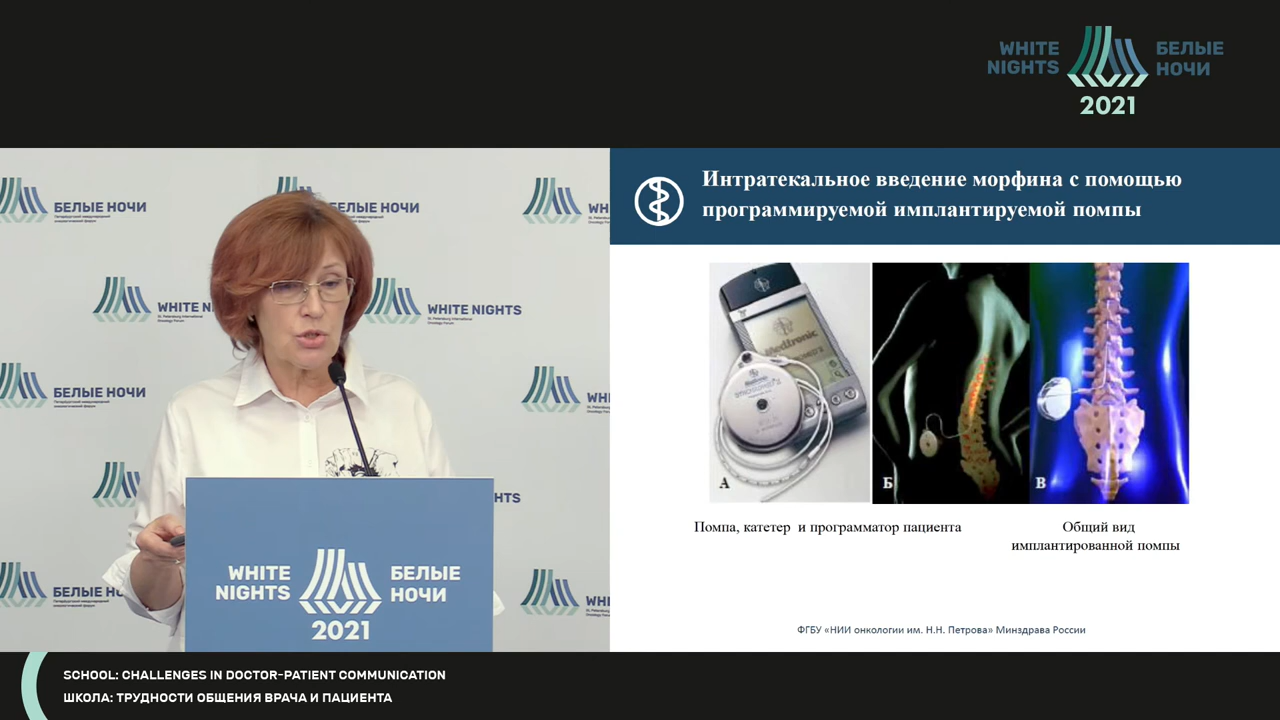 WHITE
NIGHTS
БЕЛЫЕ
НОЧИ
2021
Интратекальное введение морфина с помощью
программируемой имплантируемой помпы
БЕЛЫЕ НОЧИ
БЕЛЫЕ НОЧИ
WHITE NIGHTS
БЕЛЫЕ НОЧИ
Medtronic
А
Б
В
Помпа, катетер и программатор пациента
Общий вид
имплантированной помпы
WHITE
NIGHTS
БЕЛЫЕ
НОЧИ
2021
ФГБУ «НИИ онкологии им. Н.Н. Петрова» Минздрава России
SCHOOL: CHALLENGES IN DOCTOR-PATIENT COMMUNICATION
ШКОЛА: ТРУДНОСТИ ОБЩЕНИЯ ВРАЧА И ПАЦИЕНТА